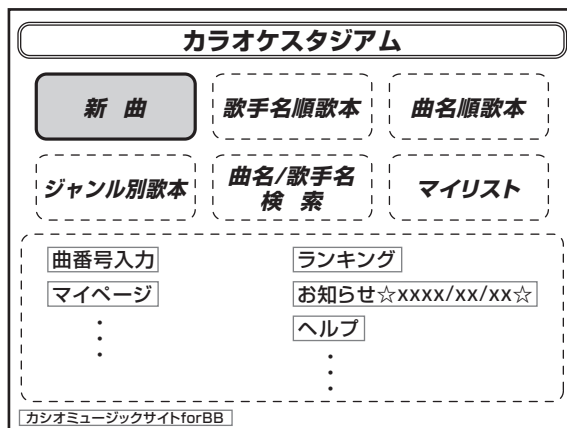 カラオケスタジアム
新 曲
歌手名順歌本
曲名順歌本
ジャンル別歌本
曲名/歌手名
検 索
マイリスト
曲番号入力
ランキング
マイページ
お知らせ☆xxxx/xx/xx☆
ヘルプ
カシオミュージックサイトforBB